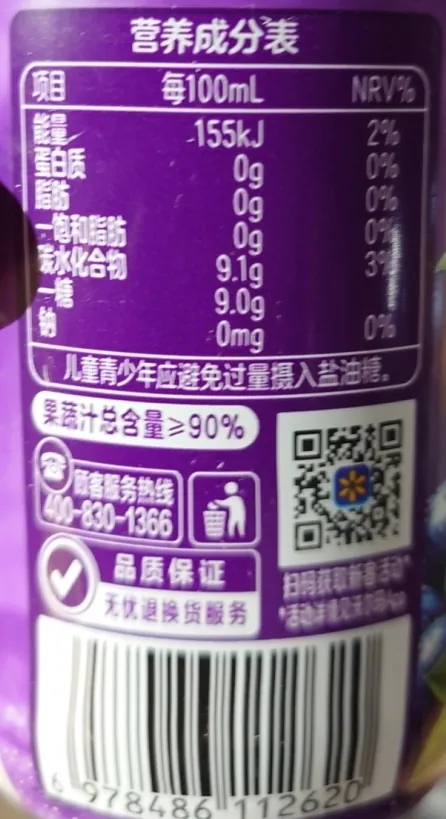 营养成分表
项目 每100mL NRV%
能量 155kJ 2%
蛋白质 0g 0%
脂肪 0g 0%
—饱和脂肪 0g 0%
碳水化合物 9.1g 3%
—糖 9.0g
钠 0mg 0%
儿童青少年应避免过量摄入盐油糖。
果蔬汁总含量≥90%
顾客服务热线
400-830-1366
品质保证
无忧退换货服务
扫码获取新客活动*
6 978486 112620